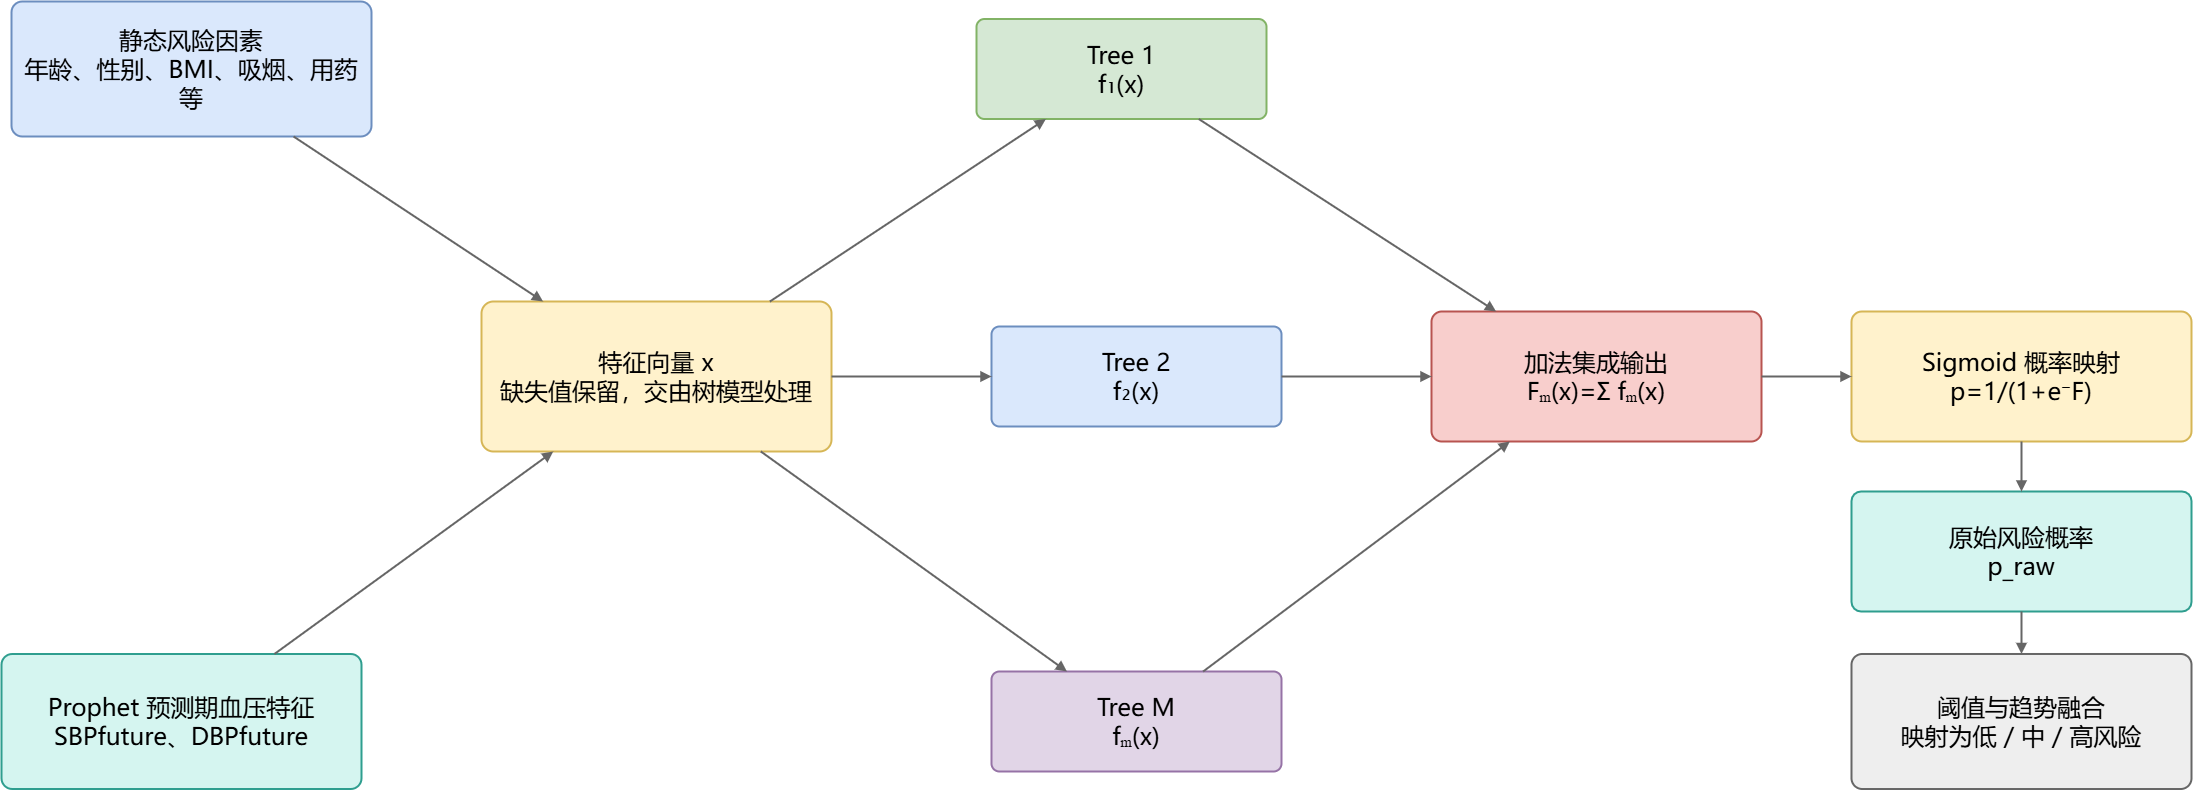 静态风险因素
年龄、性别、BMI、吸烟、用药
等
Prophet 预测期血压特征
SBPfuture、DBPfuture
特征向量 x
缺失值保留，交由树模型处理
Tree 1
f₁(x)
Tree 2
f₂(x)
Tree M
fₘ(x)
加法集成输出
Fₘ(x)=Σ fₘ(x)
Sigmoid 概率映射
p=1/(1+e⁻F)
原始风险概率
p_raw
阈值与趋势融合
映射为低 / 中 / 高风险